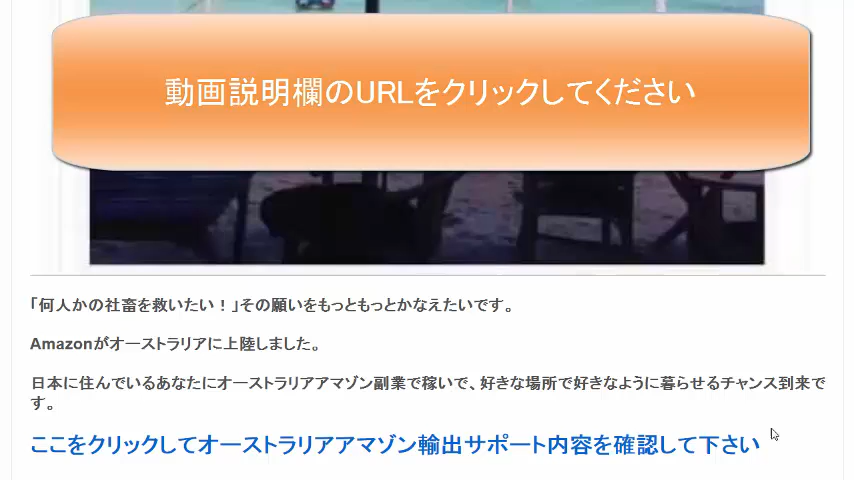 動画説明欄のURLをクリックしてください
「何人かの社畜を救いたい！」その願いをもっともっとかなえたいです。
Amazonがオーストラリアに上陸しました。
日本に住んでいるあなたにオーストラリアアマゾン副業で稼いで、好きな場所で好きなように暮らせるチャンス到来で
す。
ここをクリックしてオーストラリアアマゾン輸出サポート内容を確認して下さい